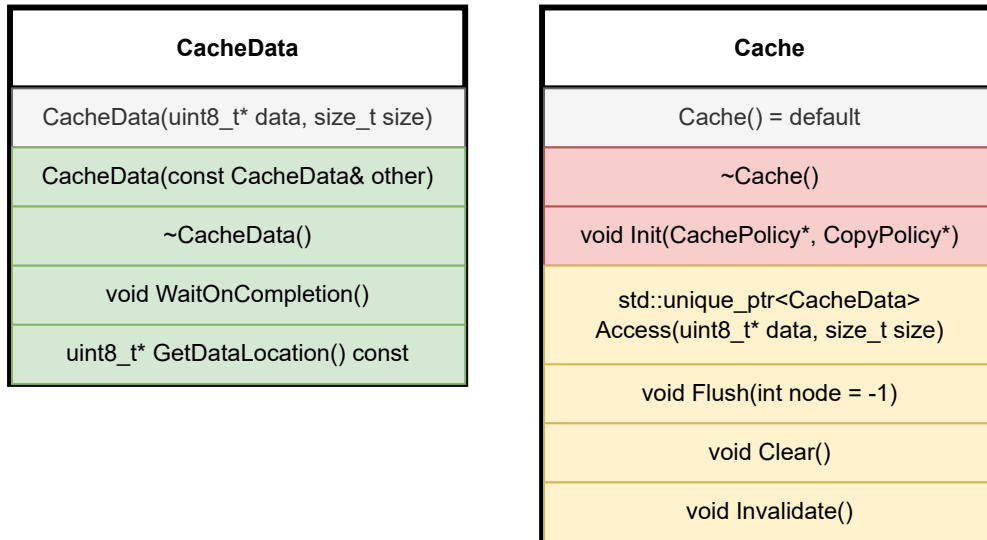 CacheData
CacheData(uint8_t* data, size_t size)
CacheData(const CacheData& other)
~CacheData()
void WaitOnCompletion()
uint8_t* GetDataLocation() const
Cache
Cache() = default
~Cache()
void Init(CachePolicy*, CopyPolicy*)
std::unique_ptr<CacheData>
Access(uint8_t* data, size_t size)
void Flush(int node = -1)
void Clear()
void Invalidate()